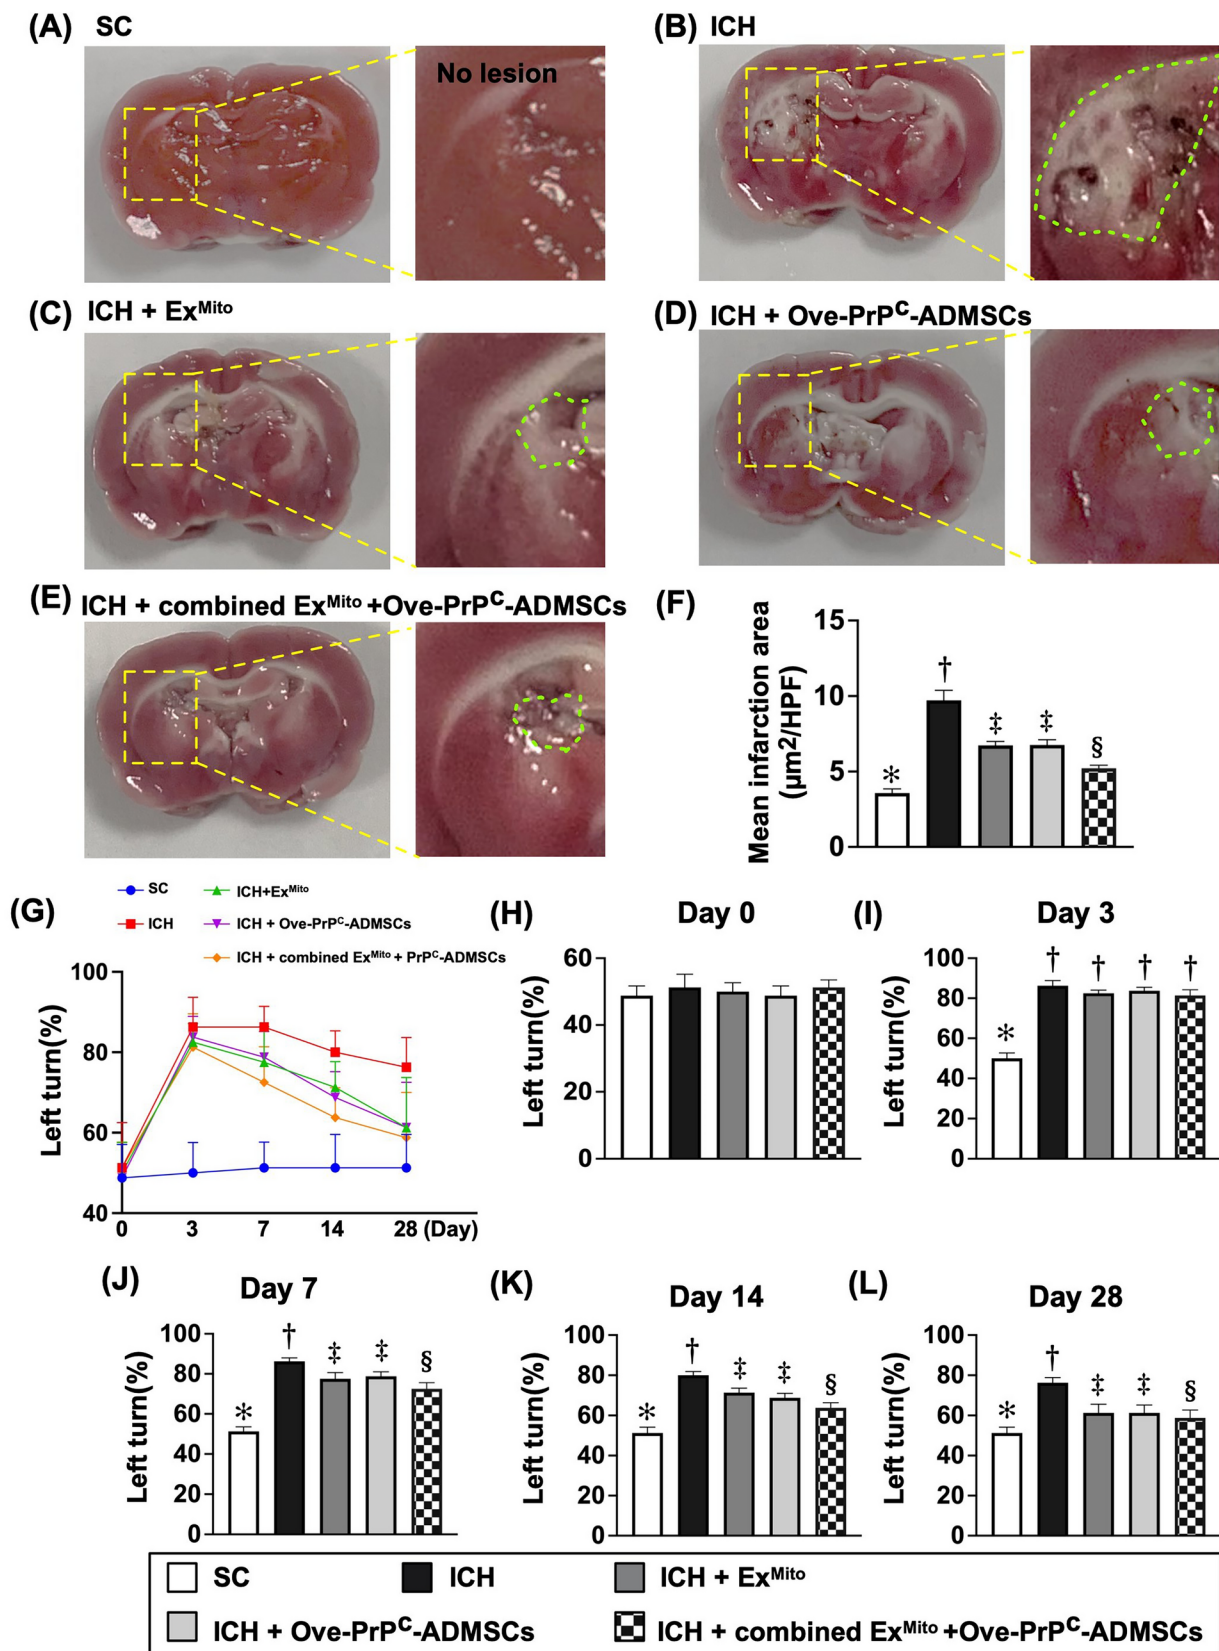 (A) SC
No lesion
(B) ICH
(C) ICH + Ex^Mito
(D) ICH + Ove-PrP^C-ADMSCs
(E) ICH + combined Ex^Mito +Ove-PrP^C-ADMSCs
(F)
Mean infarction area
(μm²/HPF)
15
10
5
0
*
†
‡
‡
§
(G)
SC
ICH+Ex^Mito
ICH
ICH + Ove-PrP^C-ADMSCs
ICH + combined Ex^Mito + PrP^C-ADMSCs
Left turn(%)
100
80
60
40
0 3 7 14 28 (Day)
(H) Day 0
Left turn(%)
60
40
20
0
(I) Day 3
Left turn(%)
100
80
60
40
20
0
*
†
†
†
†
(J) Day 7
Left turn(%)
100
80
60
40
20
0
*
†
‡
‡
§
(K) Day 14
Left turn(%)
100
80
60
40
20
0
*
†
‡
‡
§
(L) Day 28
Left turn(%)
100
80
60
40
20
0
*
†
‡
‡
§
SC
ICH
ICH + Ex^Mito
ICH + Ove-PrP^C-ADMSCs
ICH + combined Ex^Mito +Ove-PrP^C-ADMSCs